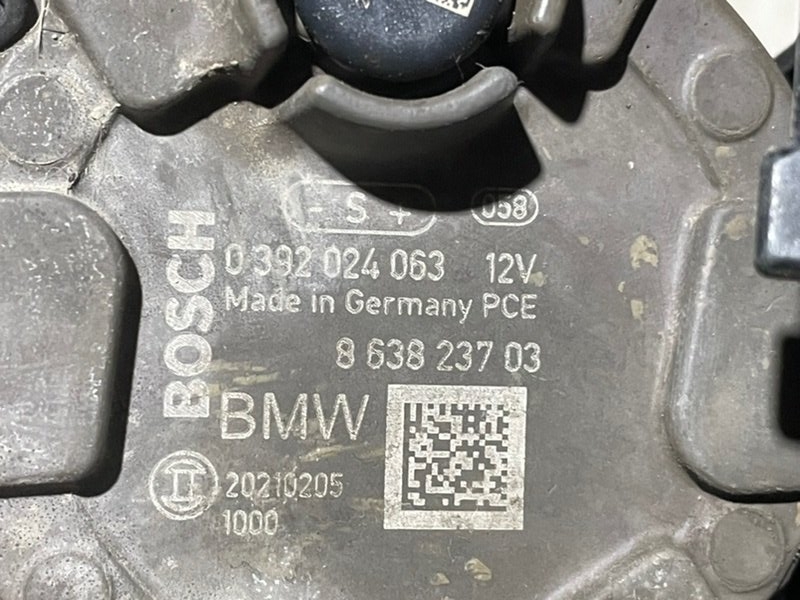 BOSCH
- S +
058
0 392 024 063 12V
Made in Germany PCE
8 638 237 03
BMW
20210205
1000